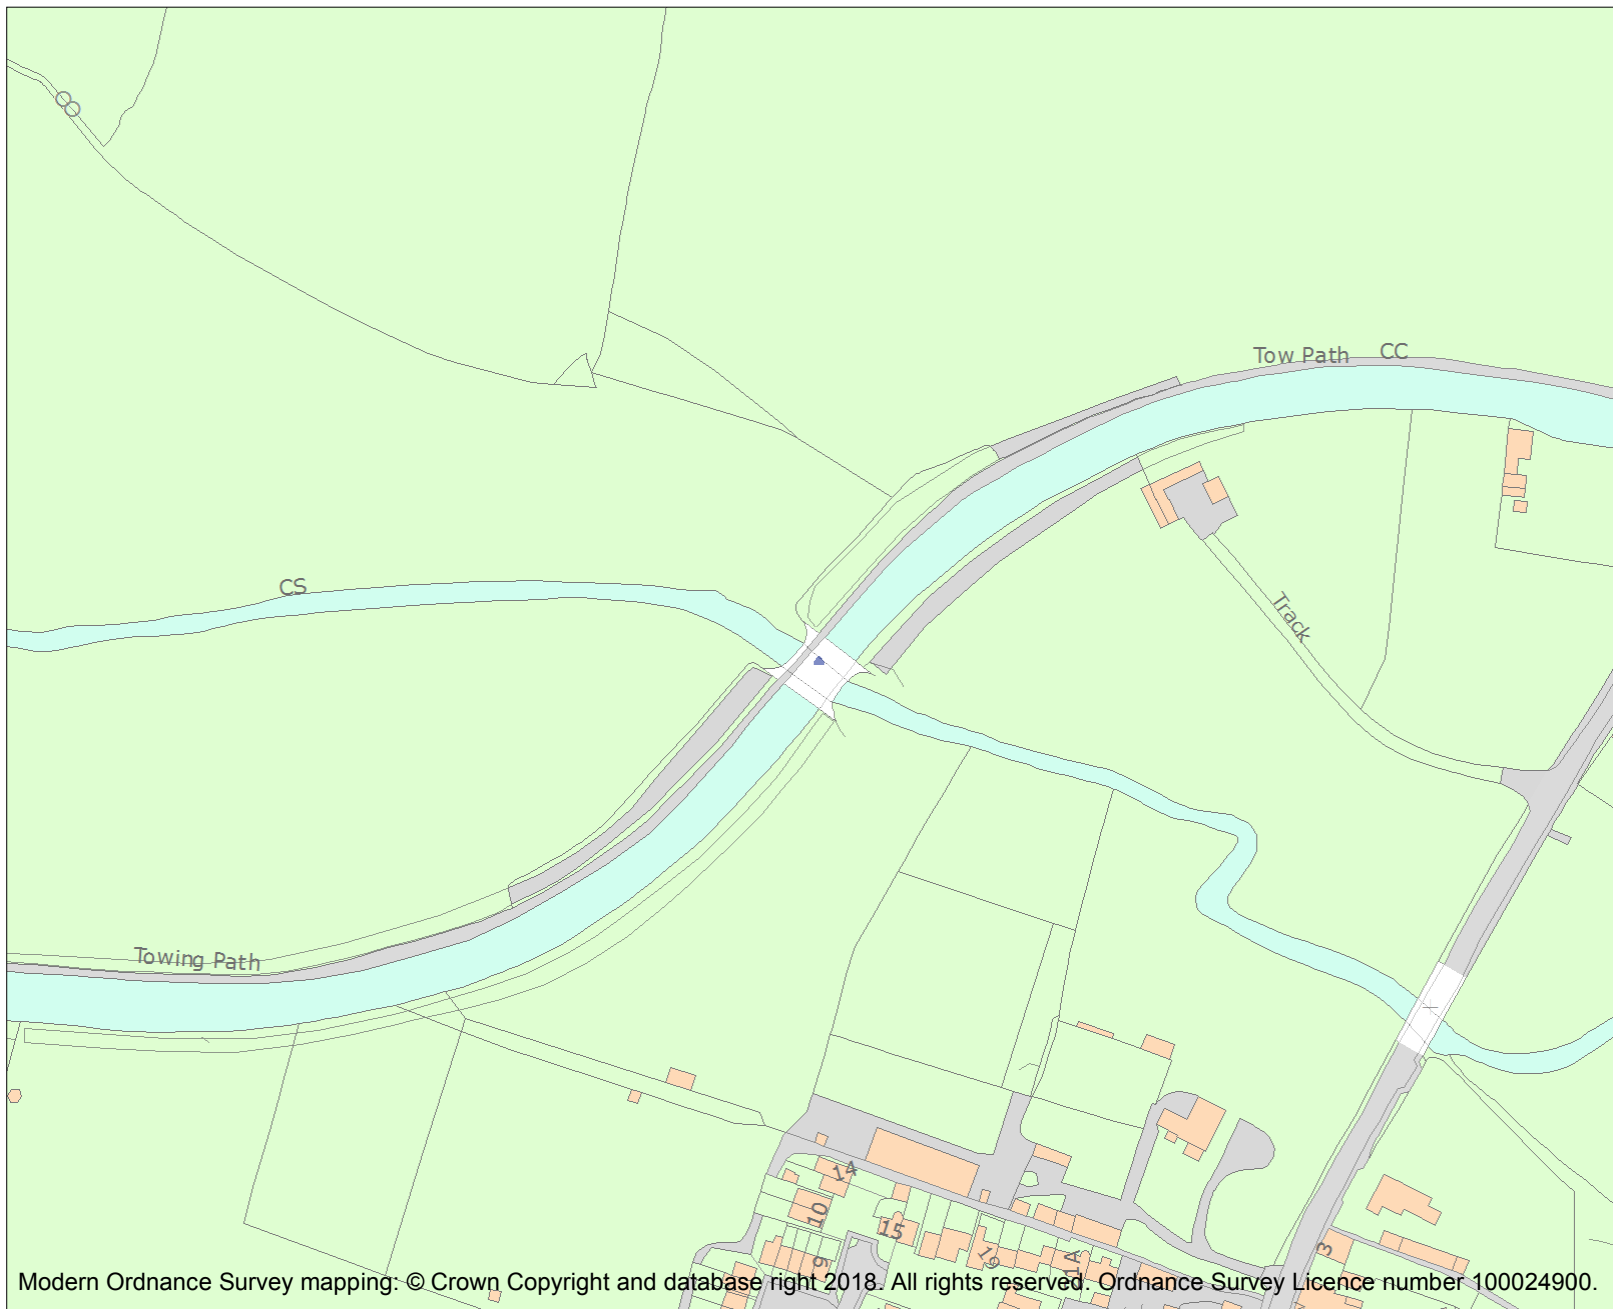 Tow Path CC
CS
Track
Towing Path
14
10
15
9
19
1A
3
Modern Ordnance Survey mapping: © Crown Copyright and database right 2018. All rights reserved. Ordnance Survey Licence number 100024900.